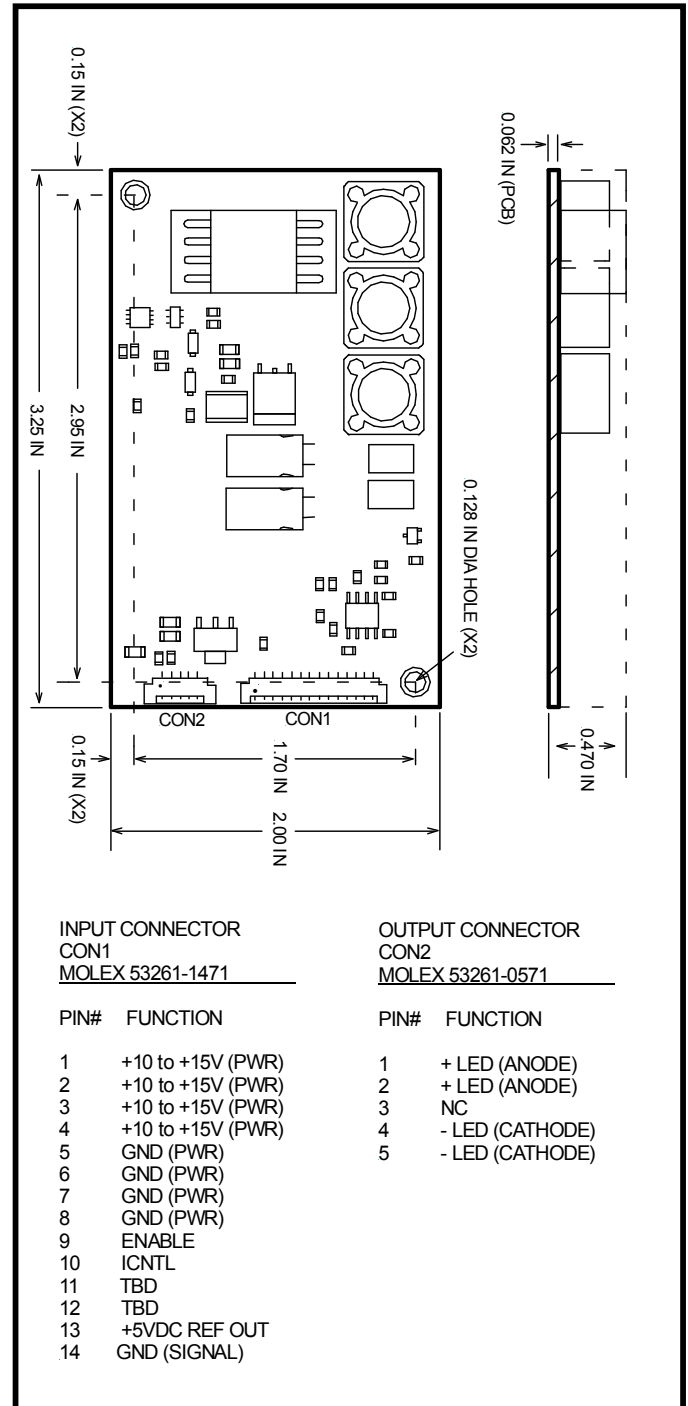 0.15 IN (X2)
0.062 IN (PCB)
3.25 IN
2.95 IN
0.128 IN DIA HOLE (X2)
CON2
CON1
0.15 IN (X2)
1.70 IN
2.00 IN
0.470 IN
INPUT CONNECTOR
CON1
MOLEX 53261-1471
PIN# FUNCTION
1 +10 to +15V (PWR)
2 +10 to +15V (PWR)
3 +10 to +15V (PWR)
4 +10 to +15V (PWR)
5 GND (PWR)
6 GND (PWR)
7 GND (PWR)
8 GND (PWR)
9 ENABLE
10 ICNTL
11 TBD
12 TBD
13 +5VDC REF OUT
14 GND (SIGNAL)
OUTPUT CONNECTOR
CON2
MOLEX 53261-0571
PIN# FUNCTION
1 + LED (ANODE)
2 + LED (ANODE)
3 NC
4 - LED (CATHODE)
5 - LED (CATHODE)